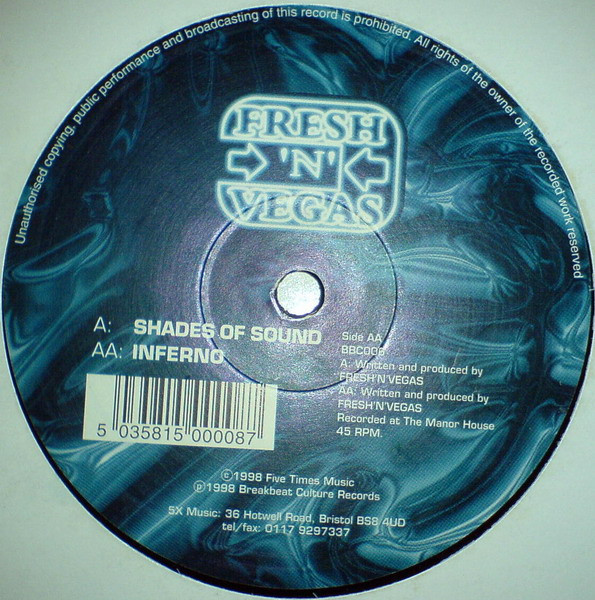 Unauthorised copying, public performance and broadcasting of this record is prohibited. All rights of the owner of the recorded work reserved
FRESH
'N'
VEGAS
A: SHADES OF SOUND
AA: INFERNO
Side AA
A: Written and produced by
FRESH'N'VEGAS
AA: Written and produced by
FRESH'N'VEGAS
Recorded at The Manor House
45 RPM.
5 035815 000087
©1998 Five Times Music
℗1998 Breakbeat Culture Records
5X Music: 36 Hotwell Road, Bristol BS8 4UD
tel/fax: 0117 9297337